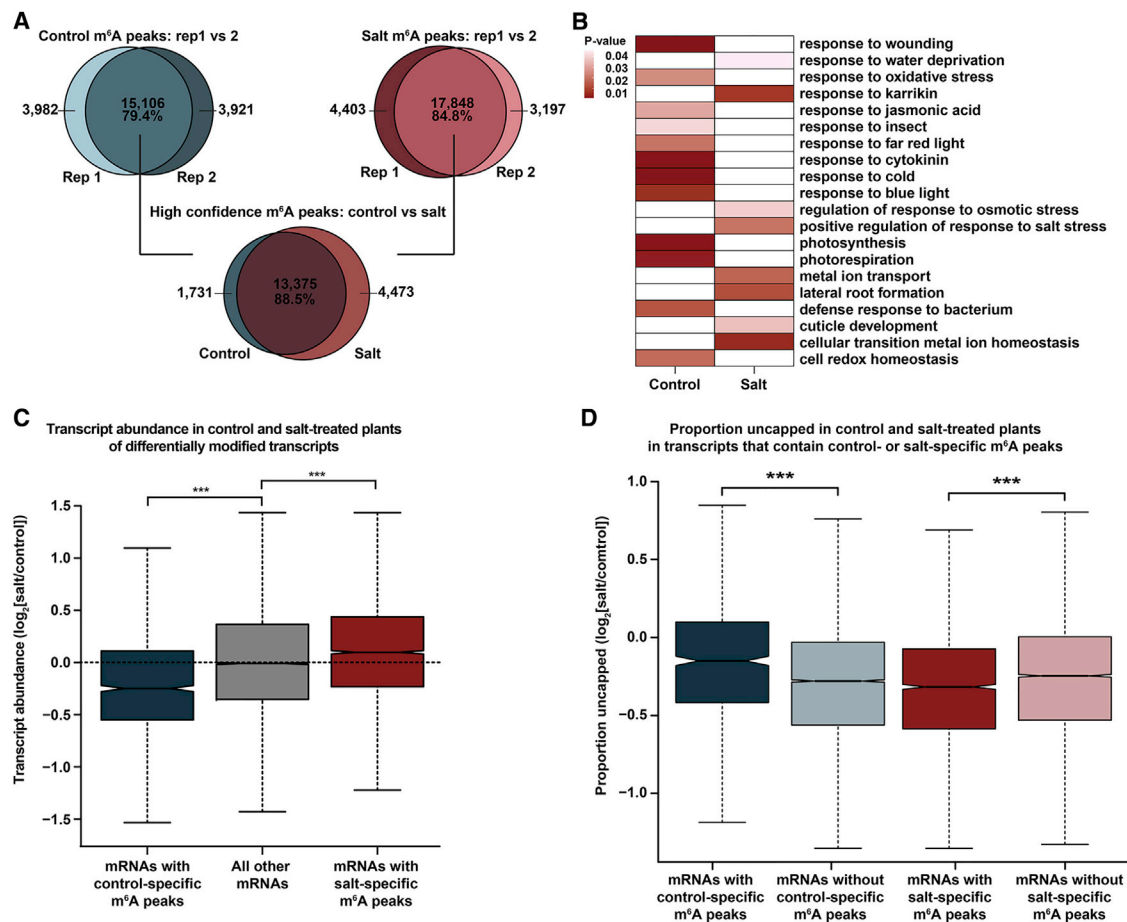 A
Control m⁶A peaks: rep1 vs 2
3,982
15,106
79.4%
3,921
Rep 1
Rep 2
Salt m⁶A peaks: rep1 vs 2
4,403
17,848
84.8%
3,197
Rep 1
Rep 2
High confidence m⁶A peaks: control vs salt
1,731
13,375
88.5%
4,473
Control
Salt
B
P-value
0.04
0.03
0.02
0.01
response to wounding
response to water deprivation
response to oxidative stress
response to karrikin
response to jasmonic acid
response to insect
response to far red light
response to cytokinin
response to cold
response to blue light
regulation of response to osmotic stress
positive regulation of response to salt stress
photosynthesis
photorespiration
metal ion transport
lateral root formation
defense response to bacterium
cuticle development
cellular transition metal ion homeostasis
cell redox homeostasis
Control
Salt
C
Transcript abundance in control and salt-treated plants
of differentially modified transcripts
Transcript abundance (log₂[salt/control])
1.5
1.0
0.5
0.0
−0.5
−1.0
−1.5
***
***
mRNAs with
control-specific
m⁶A peaks
All other
mRNAs
mRNAs with
salt-specific
m⁶A peaks
D
Proportion uncapped in control and salt-treated plants
in transcripts that contain control- or salt-specific m⁶A peaks
Proportion uncapped (log₂[salt/comtrol])
1.0
0.5
0.0
−0.5
−1.0
***
***
mRNAs with
control-specific
m⁶A peaks
mRNAs without
control-specific
m⁶A peaks
mRNAs with
salt-specific
m⁶A peaks
mRNAs without
salt-specific
m⁶A peaks